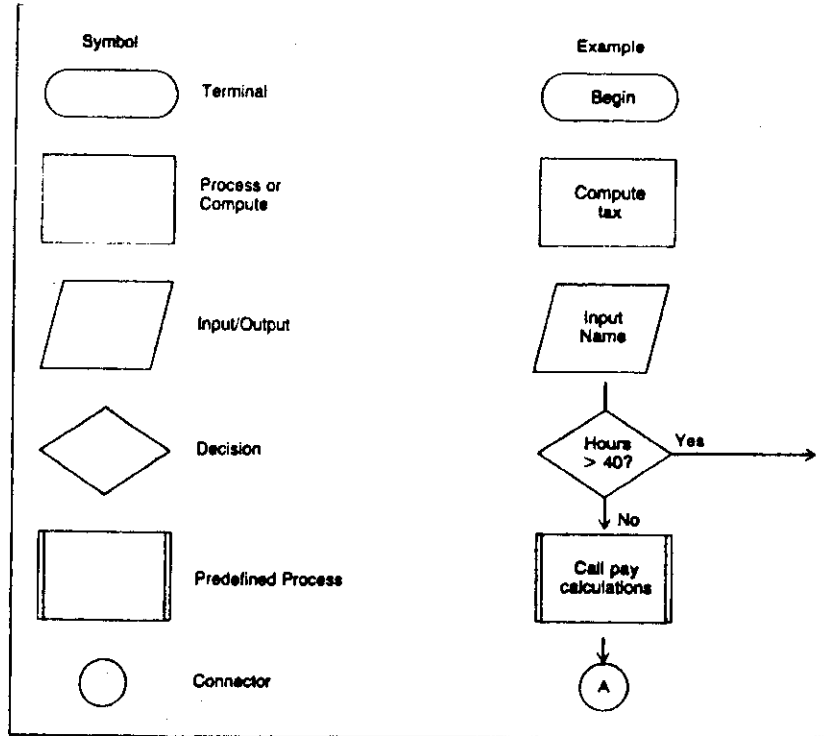 Symbol
Example
Terminal
Begin
Process or
Compute
Compute
tax
Input/Output
Input
Name
Decision
Hours
> 40?
Yes
No
Predefined Process
Call pay
calculations
Connector
A